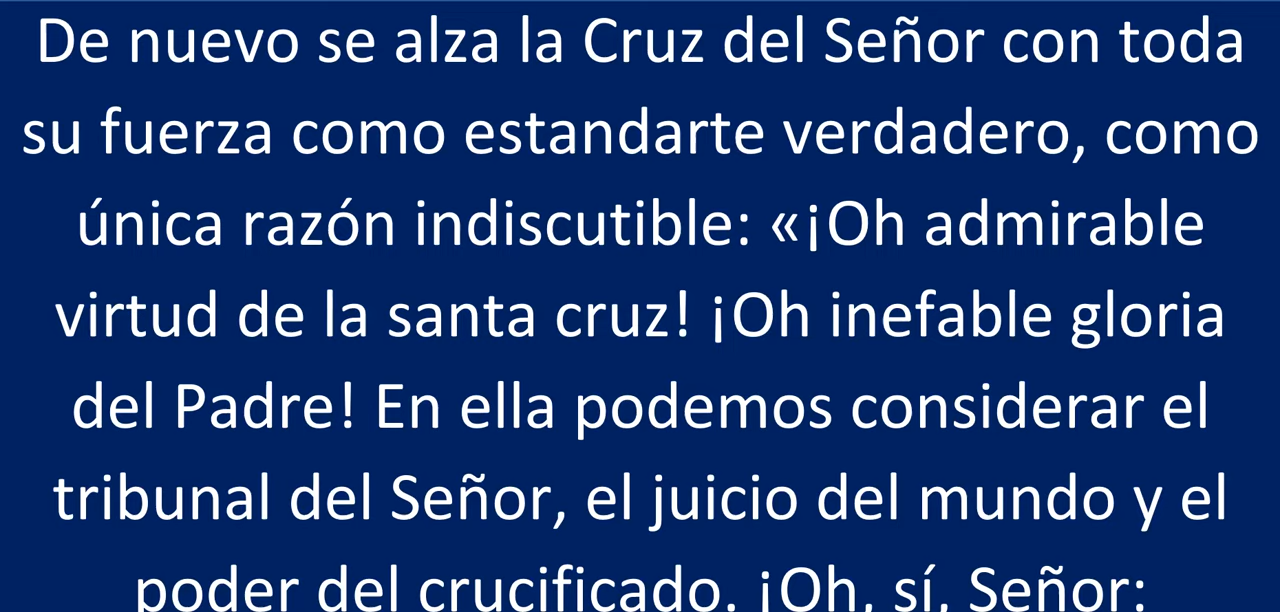 De nuevo se alza la Cruz del Señor con toda
su fuerza como estandarte verdadero, como
única razón indiscutible: «¡Oh admirable
virtud de la santa cruz! ¡Oh inefable gloria
del Padre! En ella podemos considerar el
tribunal del Señor, el juicio del mundo y el
poder del crucificado. ¡Oh, sí, Señor: